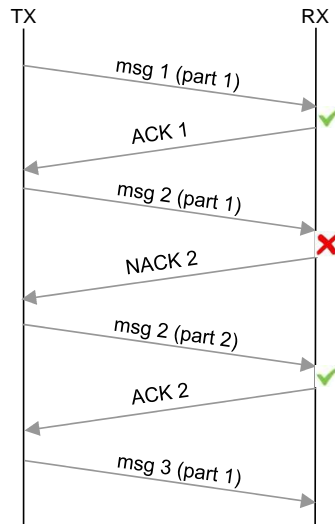 TX RX
msg 1 (part 1)
ACK 1
msg 2 (part 1)
NACK 2
msg 2 (part 2)
ACK 2
msg 3 (part 1)